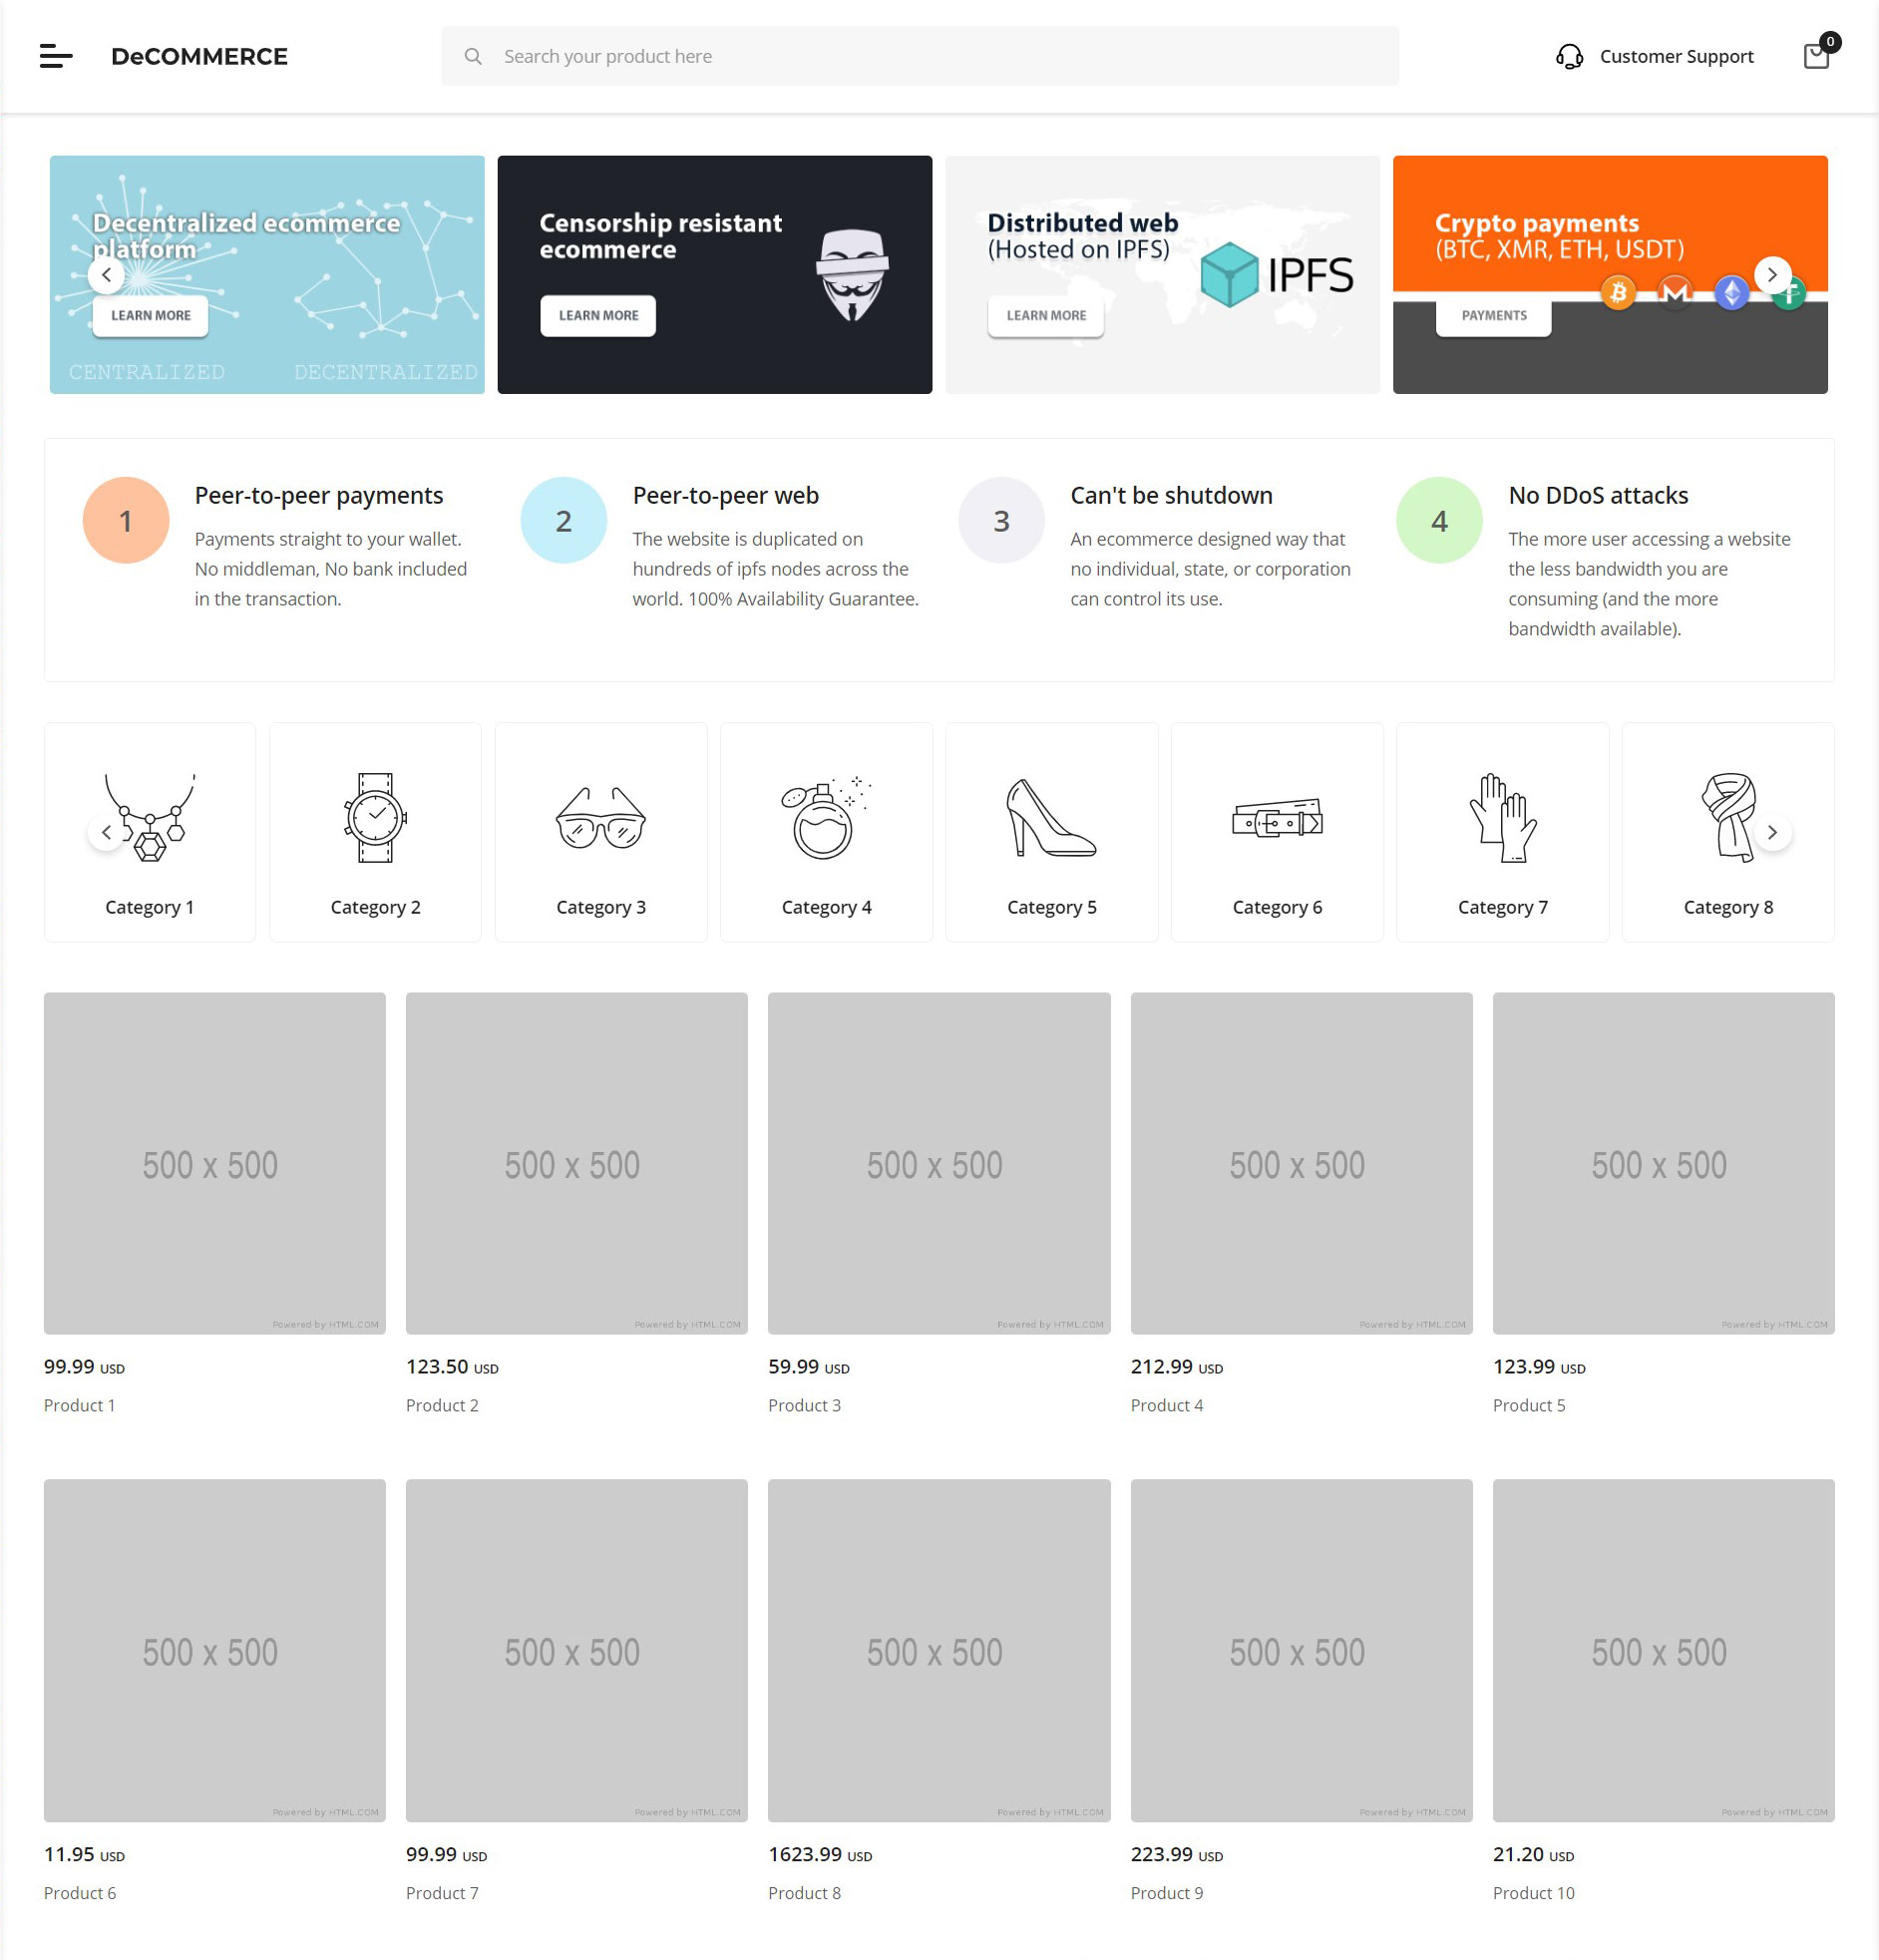 DeCOMMERCE
Search your product here
Customer Support
0
Decentralized ecommerce
platform
LEARN MORE
CENTRALIZED
DECENTRALIZED
Censorship resistant
ecommerce
LEARN MORE
Distributed web
(Hosted on IPFS)
IPFS
LEARN MORE
Crypto payments
(BTC, XMR, ETH, USDT)
PAYMENTS
1
Peer-to-peer payments
Payments straight to your wallet.
No middleman, No bank included
in the transaction.
2
Peer-to-peer web
The website is duplicated on
hundreds of ipfs nodes across the
world. 100% Availability Guarantee.
3
Can't be shutdown
An ecommerce designed way that
no individual, state, or corporation
can control its use.
4
No DDoS attacks
The more user accessing a website
the less bandwidth you are
consuming (and the more
bandwidth available).
Category 1
Category 2
Category 3
Category 4
Category 5
Category 6
Category 7
Category 8
500 x 500
Powered by HTML.COM
99.99 USD
Product 1
500 x 500
Powered by HTML.COM
123.50 USD
Product 2
500 x 500
Powered by HTML.COM
59.99 USD
Product 3
500 x 500
Powered by HTML.COM
212.99 USD
Product 4
500 x 500
Powered by HTML.COM
123.99 USD
Product 5
500 x 500
Powered by HTML.COM
11.95 USD
Product 6
500 x 500
Powered by HTML.COM
99.99 USD
Product 7
500 x 500
Powered by HTML.COM
1623.99 USD
Product 8
500 x 500
Powered by HTML.COM
223.99 USD
Product 9
500 x 500
Powered by HTML.COM
21.20 USD
Product 10